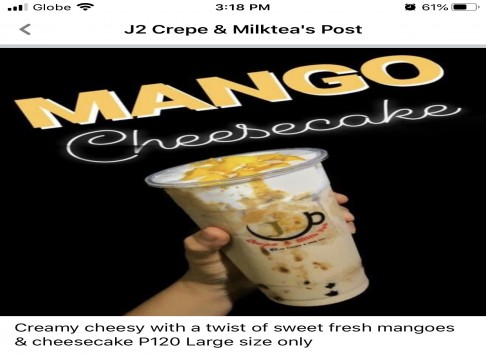 Globe 3:18 PM 61%
J2 Crepe & Milktea's Post
MANGO
Cheesecake
Creamy cheesy with a twist of sweet fresh mangoes
& cheesecake P120 Large size only